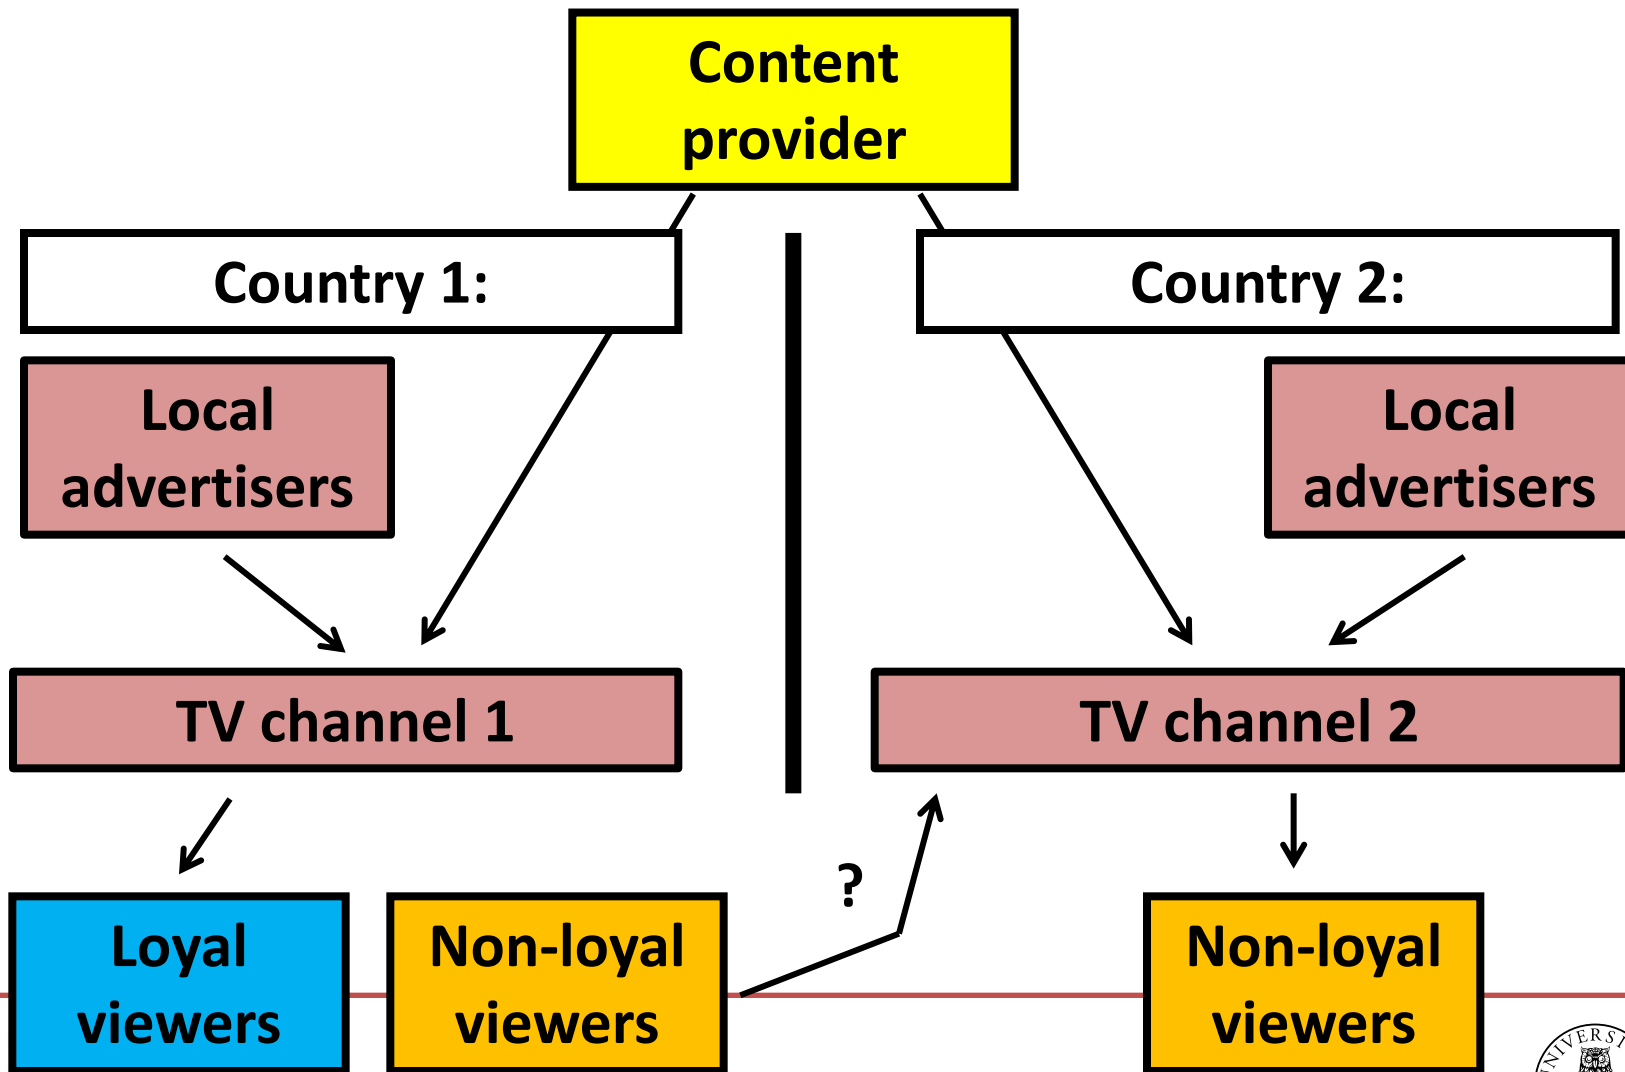 Content
provider
Country 1:
Country 2:
Local
advertisers
Local
advertisers
TV channel 1
TV channel 2
?
Loyal
viewers
Non-loyal
viewers
Non-loyal
viewers